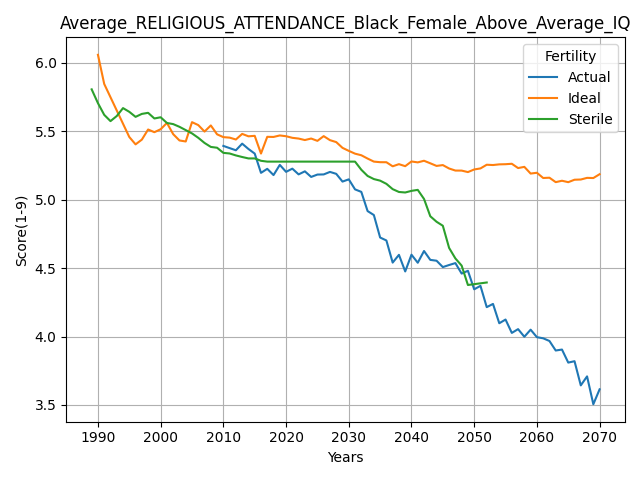 Average_RELIGIOUS_ATTENDANCE_Black_Female_Above_Average_IQ
Fertility
Actual
Ideal
Sterile
Score(1-9)
6.0
5.5
5.0
4.5
4.0
3.5
1990 2000 2010 2020 2030 2040 2050 2060 2070
Years